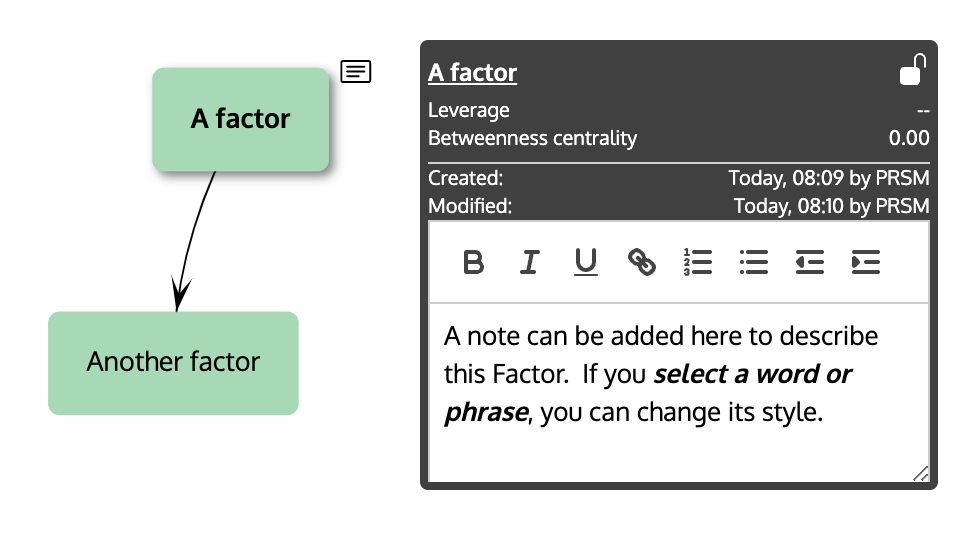 A factor
Another factor
A factor
Leverage --
Betweenness centrality 0.00
Created: Today, 08:09 by PRSM
Modified: Today, 08:10 by PRSM
B I U
A note can be added here to describe
this Factor.  If you select a word or
phrase, you can change its style.